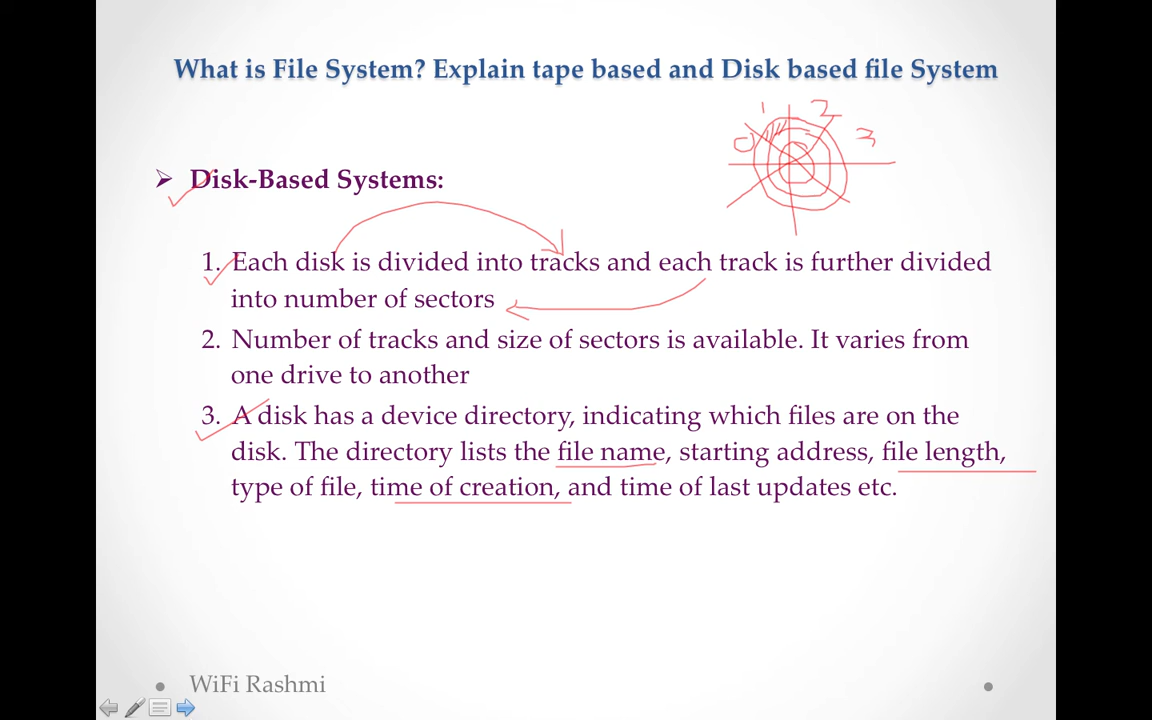 What is File System? Explain tape based and Disk based file System
0 1 2 3
➢ Disk-Based Systems:
1. Each disk is divided into tracks and each track is further divided
into number of sectors
2. Number of tracks and size of sectors is available. It varies from
one drive to another
3. A disk has a device directory, indicating which files are on the
disk. The directory lists the file name, starting address, file length,
type of file, time of creation, and time of last updates etc.
WiFi Rashmi